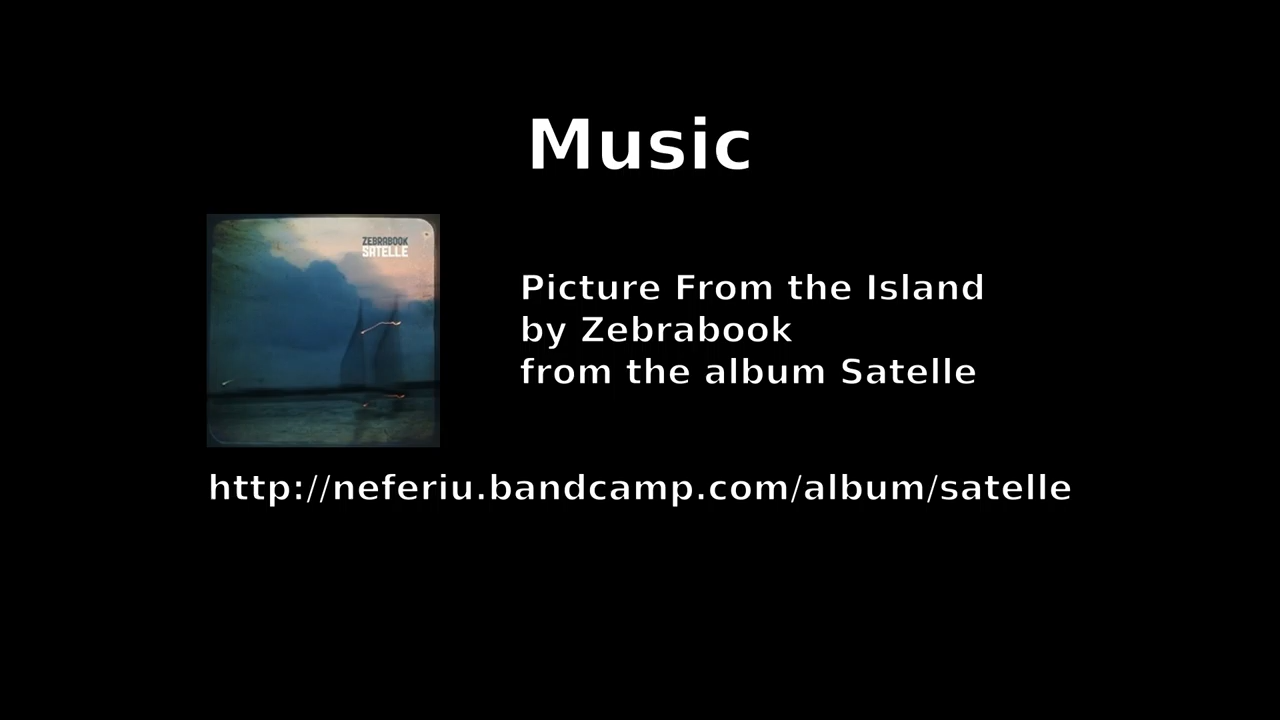 Music
ZEBRABOOK
SATELLE
Picture From the Island
by Zebrabook
from the album Satelle
http://neferiu.bandcamp.com/album/satelle